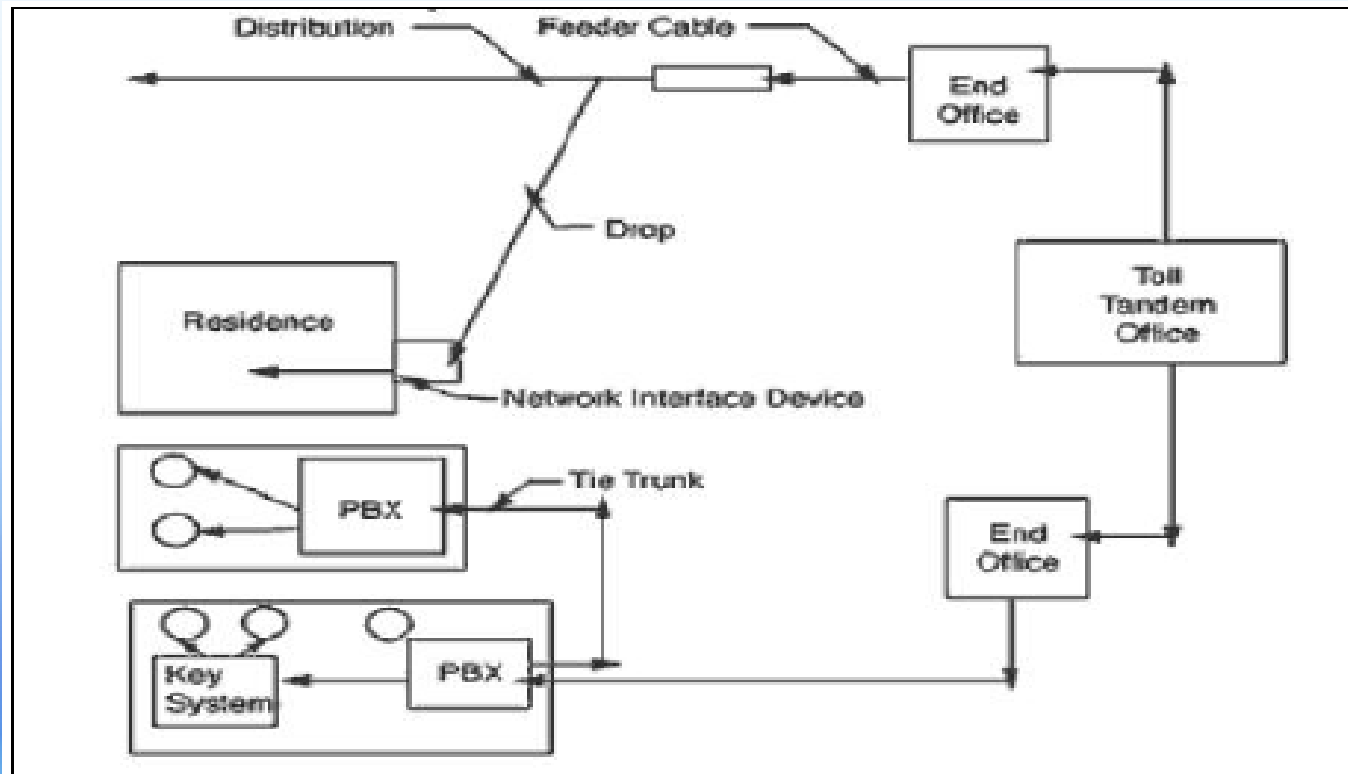 Distribution
Feeder Cable
End
Office
Drop
Toll
Tandem
Office
Residence
Network Interface Device
Tie Trunk
PBX
End
Office
PBX
Key
System